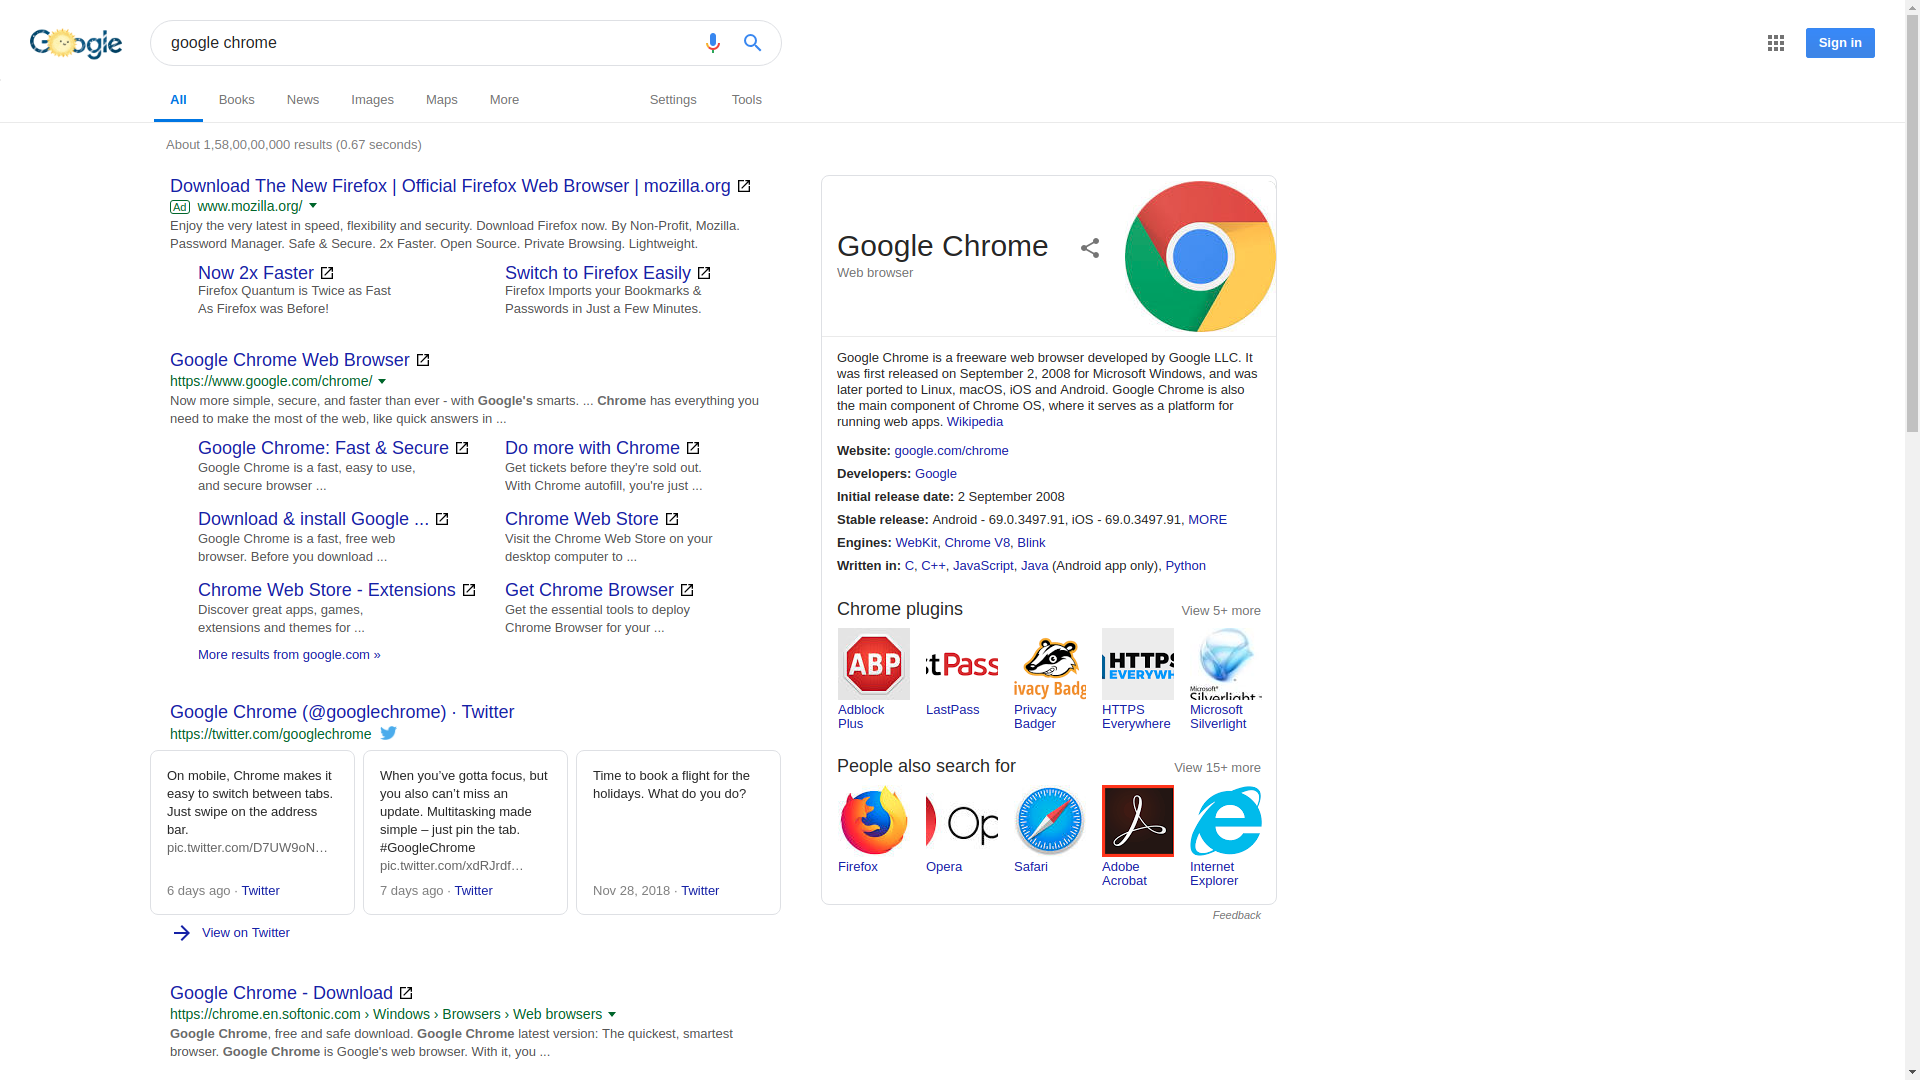 Google
google chrome
Sign in
All
Books
News
Images
Maps
More
Settings
Tools
About 1,58,00,00,000 results (0.67 seconds)
Download The New Firefox | Official Firefox Web Browser | mozilla.org
Ad www.mozilla.org/
Enjoy the very latest in speed, flexibility and security. Download Firefox now. By Non-Profit, Mozilla.
Password Manager. Safe & Secure. 2x Faster. Open Source. Private Browsing. Lightweight.
Now 2x Faster
Firefox Quantum is Twice as Fast
As Firefox was Before!
Switch to Firefox Easily
Firefox Imports your Bookmarks &
Passwords in Just a Few Minutes.
Google Chrome Web Browser
https://www.google.com/chrome/
Now more simple, secure, and faster than ever - with Google's smarts. ... Chrome has everything you
need to make the most of the web, like quick answers in ...
Google Chrome: Fast & Secure
Google Chrome is a fast, easy to use,
and secure browser ...
Do more with Chrome
Get tickets before they're sold out.
With Chrome autofill, you're just ...
Download & install Google ...
Google Chrome is a fast, free web
browser. Before you download ...
Chrome Web Store
Visit the Chrome Web Store on your
desktop computer to ...
Chrome Web Store - Extensions
Discover great apps, games,
extensions and themes for ...
Get Chrome Browser
Get the essential tools to deploy
Chrome Browser for your ...
More results from google.com »
Google Chrome (@googlechrome) · Twitter
https://twitter.com/googlechrome
On mobile, Chrome makes it
easy to switch between tabs.
Just swipe on the address
bar.
pic.twitter.com/D7UW9oN…
6 days ago · Twitter
When you’ve gotta focus, but
you also can’t miss an
update. Multitasking made
simple – just pin the tab.
#GoogleChrome
pic.twitter.com/xdRJrdf…
7 days ago · Twitter
Time to book a flight for the
holidays. What do you do?
Nov 28, 2018 · Twitter
View on Twitter
Google Chrome - Download
https://chrome.en.softonic.com › Windows › Browsers › Web browsers
Google Chrome, free and safe download. Google Chrome latest version: The quickest, smartest
browser. Google Chrome is Google's web browser. With it, you ...
Google Chrome
Web browser
Google Chrome is a freeware web browser developed by Google LLC. It
was first released on September 2, 2008 for Microsoft Windows, and was
later ported to Linux, macOS, iOS and Android. Google Chrome is also
the main component of Chrome OS, where it serves as a platform for
running web apps. Wikipedia
Website: google.com/chrome
Developers: Google
Initial release date: 2 September 2008
Stable release: Android - 69.0.3497.91, iOS - 69.0.3497.91, MORE
Engines: WebKit, Chrome V8, Blink
Written in: C, C++, JavaScript, Java (Android app only), Python
Chrome plugins
View 5+ more
ABP
stPass
ivacy Badg
HTTPS
EVERYWH
Microsoft®
Silverlight
Adblock
Plus
LastPass
Privacy
Badger
HTTPS
Everywhere
Microsoft
Silverlight
People also search for
View 15+ more
Op
Firefox
Opera
Safari
Adobe
Acrobat
Internet
Explorer
Feedback